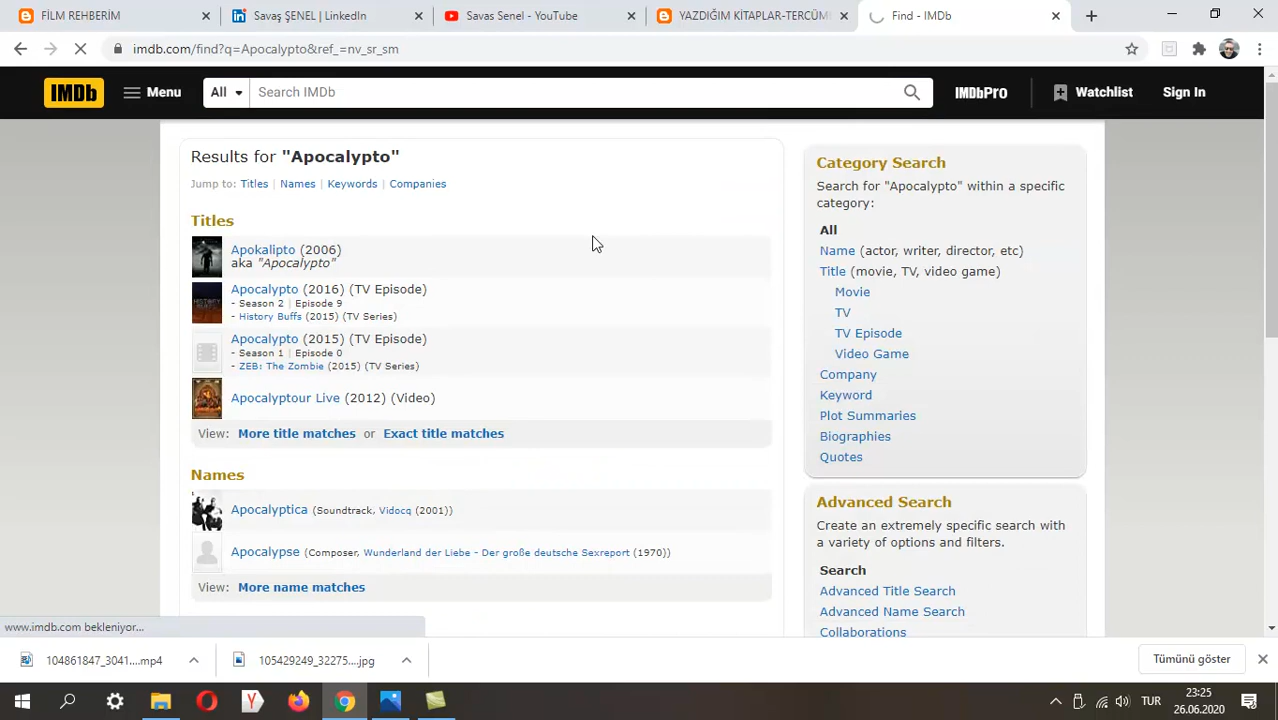 FİLM REHBERİM
Savaş ŞENEL | LinkedIn
Savas Senel - YouTube
YAZDIĞIM KİTAPLAR-TERCÜM
Find - IMDb
imdb.com/find?q=Apocalypto&ref_=nv_sr_sm
IMDb
Menu
All
Search IMDb
IMDbPro
Watchlist
Sign In
Results for "Apocalypto"
Jump to: Titles | Names | Keywords | Companies
Titles
Apokalipto (2006)
aka "Apocalypto"
Apocalypto (2016) (TV Episode)
- Season 2 | Episode 9
- History Buffs (2015) (TV Series)
Apocalypto (2015) (TV Episode)
- Season 1 | Episode 0
- ZEB: The Zombie (2015) (TV Series)
Apocalyptour Live (2012) (Video)
View: More title matches or Exact title matches
Names
Apocalyptica (Soundtrack, Vidocq (2001))
Apocalypse (Composer, Wunderland der Liebe - Der große deutsche Sexreport (1970))
View: More name matches
Category Search
Search for "Apocalypto" within a specific
category:
All
Name (actor, writer, director, etc)
Title (movie, TV, video game)
Movie
TV
TV Episode
Video Game
Company
Keyword
Plot Summaries
Biographies
Quotes
Advanced Search
Create an extremely specific search with
a variety of options and filters.
Search
Advanced Title Search
Advanced Name Search
Collaborations
www.imdb.com bekleniyor...
104861847_3041....mp4
105429249_32275....jpg
Tümünü göster
TUR
23:25
26.06.2020